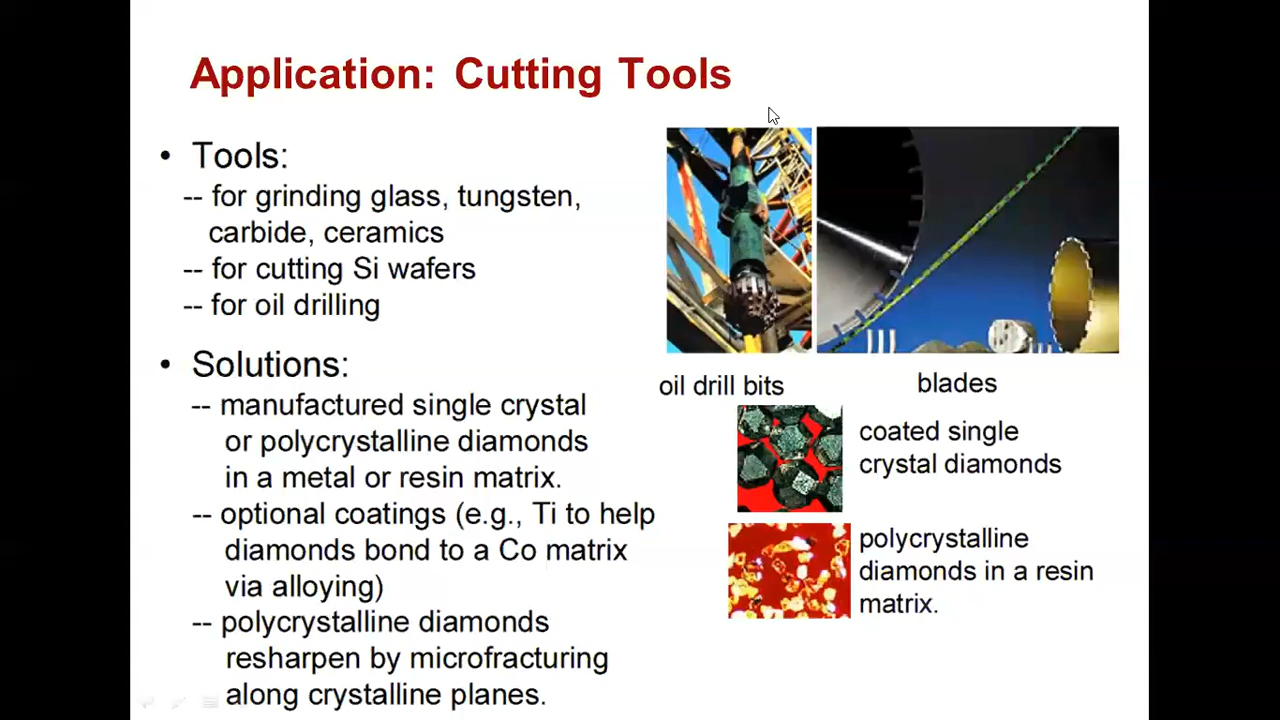 Application: Cutting Tools
• Tools:
-- for grinding glass, tungsten,
carbide, ceramics
-- for cutting Si wafers
-- for oil drilling
• Solutions:
-- manufactured single crystal
or polycrystalline diamonds
in a metal or resin matrix.
-- optional coatings (e.g., Ti to help
diamonds bond to a Co matrix
via alloying)
-- polycrystalline diamonds
resharpen by microfracturing
along crystalline planes.
oil drill bits
blades
coated single
crystal diamonds
polycrystalline
diamonds in a resin
matrix.